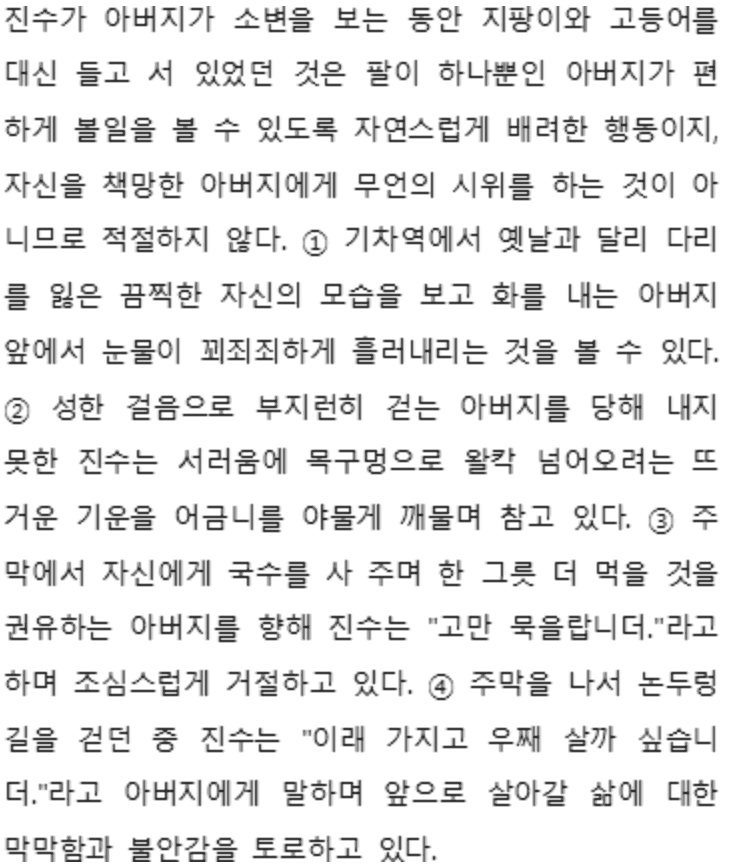 진수가 아버지가 소변을 보는 동안 지팡이와 고등어를
대신 들고 서 있었던 것은 팔이 하나뿐인 아버지가 편
하게 볼일을 볼 수 있도록 자연스럽게 배려한 행동이지,
자신을 책망한 아버지에게 무언의 시위를 하는 것이 아
니므로 적절하지 않다. ① 기차역에서 옛날과 달리 다리
를 잃은 끔찍한 자신의 모습을 보고 화를 내는 아버지
앞에서 눈물이 꾀죄죄하게 흘러내리는 것을 볼 수 있다.
② 성한 걸음으로 부지런히 걷는 아버지를 당해 내지
못한 진수는 서러움에 목구멍으로 왈칵 넘어오려는 뜨
거운 기운을 어금니를 야물게 깨물며 참고 있다. ③ 주
막에서 자신에게 국수를 사 주며 한 그릇 더 먹을 것을
권유하는 아버지를 향해 진수는 "고만 묵을랍니더."라고
하며 조심스럽게 거절하고 있다. ④ 주막을 나서 논두렁
길을 걷던 중 진수는 "이래 가지고 우째 살까 싶습니
더."라고 아버지에게 말하며 앞으로 살아갈 삶에 대한
막막함과 불안감을 토로하고 있다.